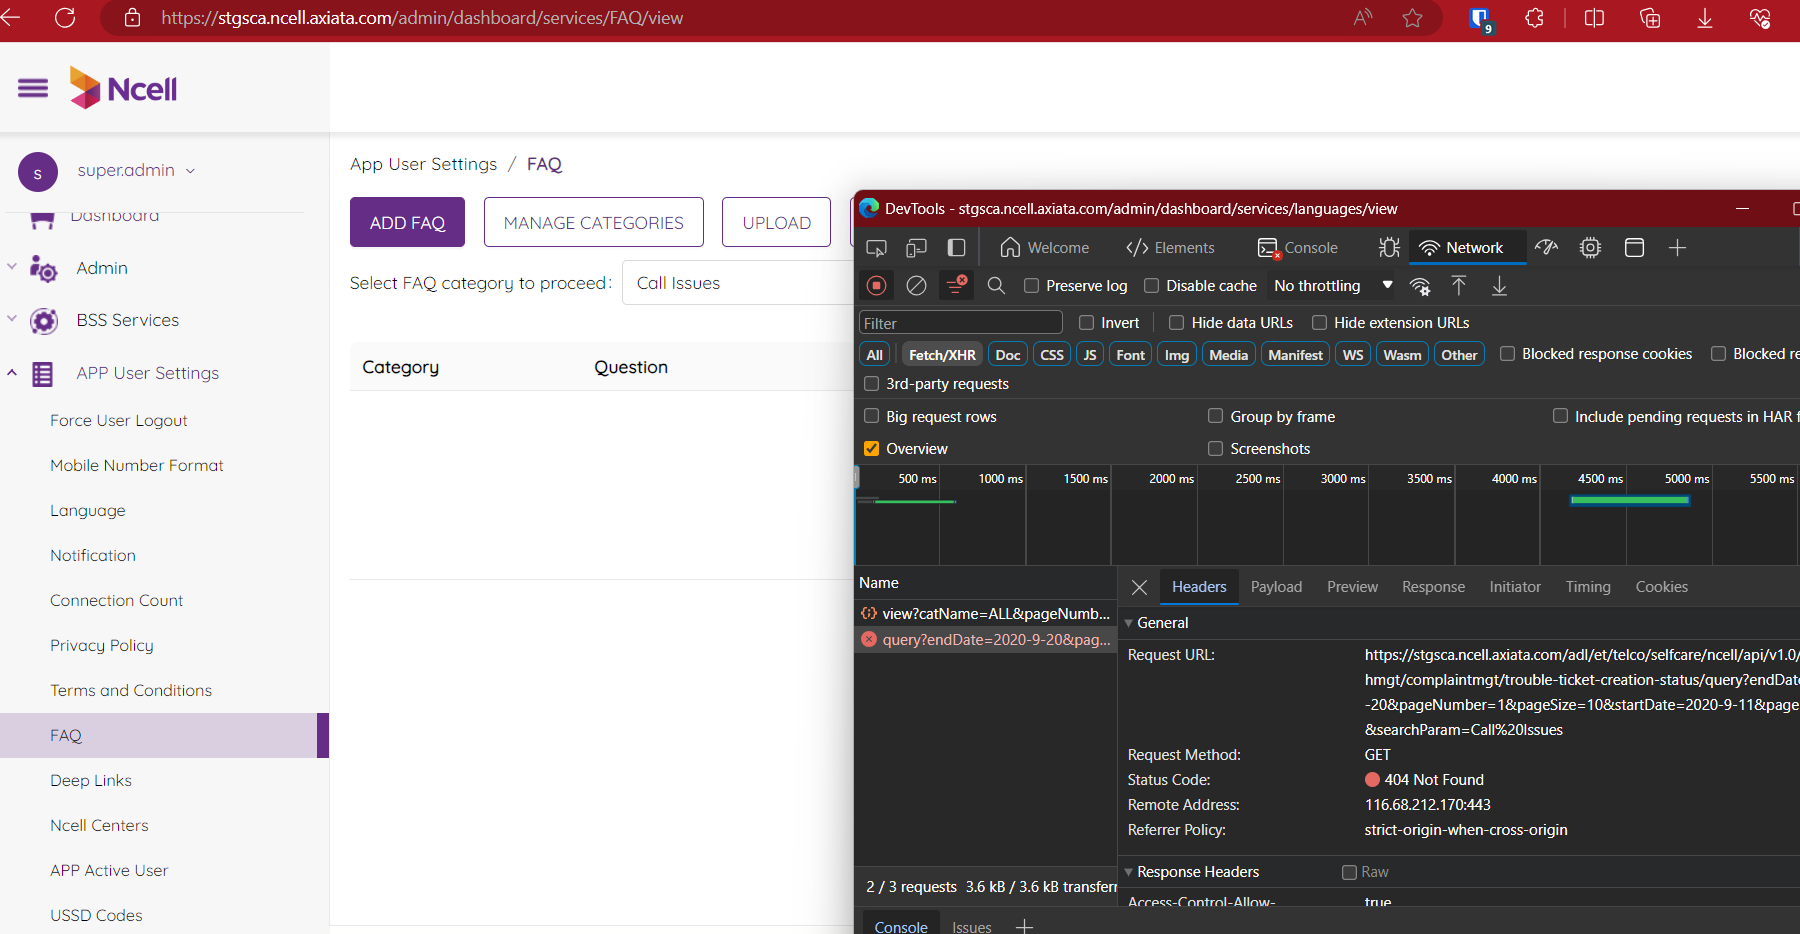 https://stgsca.ncell.axiata.com/admin/dashboard/services/FAQ/view
9
Ncell
s
super.admin
Dashboard
Admin
BSS Services
APP User Settings
Force User Logout
Mobile Number Format
Language
Notification
Connection Count
Privacy Policy
Terms and Conditions
FAQ
Deep Links
Ncell Centers
APP Active User
USSD Codes
App User Settings / FAQ
ADD FAQ
MANAGE CATEGORIES
UPLOAD
Select FAQ category to proceed:
Call Issues
Category
Question
DevTools - stgsca.ncell.axiata.com/admin/dashboard/services/languages/view
Welcome
Elements
Console
Network
Preserve log
Disable cache
No throttling
Filter
Invert
Hide data URLs
Hide extension URLs
All
Fetch/XHR
Doc
CSS
JS
Font
Img
Media
Manifest
WS
Wasm
Other
Blocked response cookies
Blocked re
3rd-party requests
Big request rows
Group by frame
Include pending requests in HAR f
Overview
Screenshots
500 ms
1000 ms
1500 ms
2000 ms
2500 ms
3000 ms
3500 ms
4000 ms
4500 ms
5000 ms
5500 ms
Name
view?catName=ALL&pageNumb...
query?endDate=2020-9-20&pag...
Headers
Payload
Preview
Response
Initiator
Timing
Cookies
General
Request URL:
https://stgsca.ncell.axiata.com/adl/et/telco/selfcare/ncell/api/v1.0/
hmgt/complaintmgt/trouble-ticket-creation-status/query?endDat
-20&pageNumber=1&pageSize=10&startDate=2020-9-11&page
&searchParam=Call%20Issues
Request Method:
GET
Status Code:
404 Not Found
Remote Address:
116.68.212.170:443
Referrer Policy:
strict-origin-when-cross-origin
Response Headers
Raw
Access-Control-Allow-
true
2 / 3 requests
3.6 kB / 3.6 kB transferr
Console
Issues